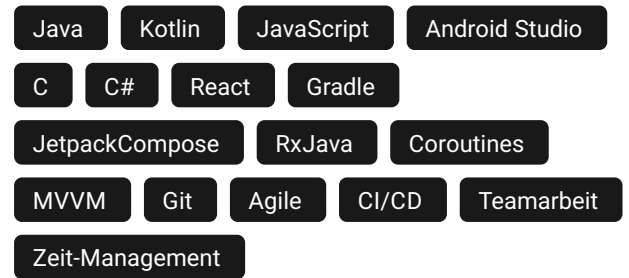 Java Kotlin JavaScript Android Studio
C C# React Gradle
JetpackCompose RxJava Coroutines
MVVM Git Agile CI/CD Teamarbeit
Zeit-Management